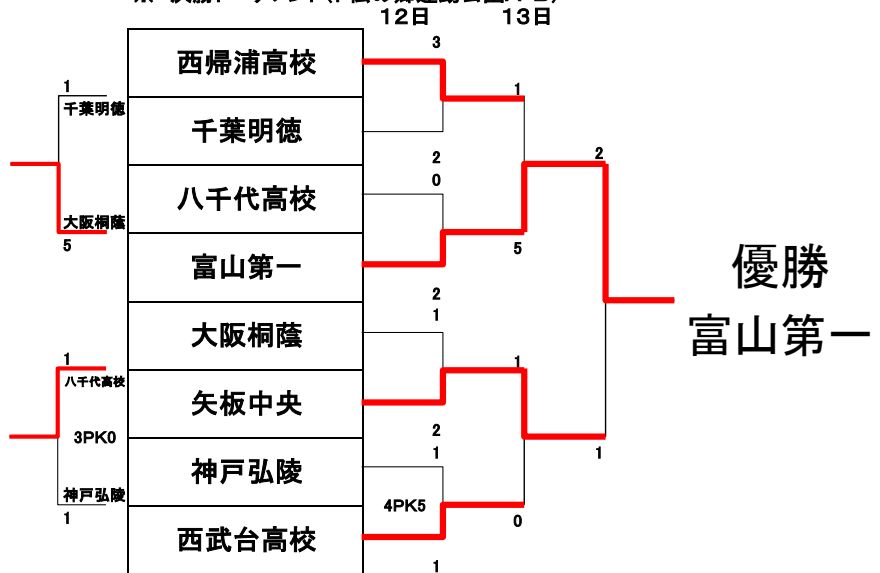 12日 13日
3
西帰浦高校
1
1
千葉明徳
千葉明徳
2
2
0
八千代高校
大阪桐蔭
5
5
富山第一
優勝
富山第一
2
1
大阪桐蔭
1
1
八千代高校
矢板中央
2
1
1
3PK0
神戸弘陵
神戸弘陵
4PK5
1
0
西武台高校
1